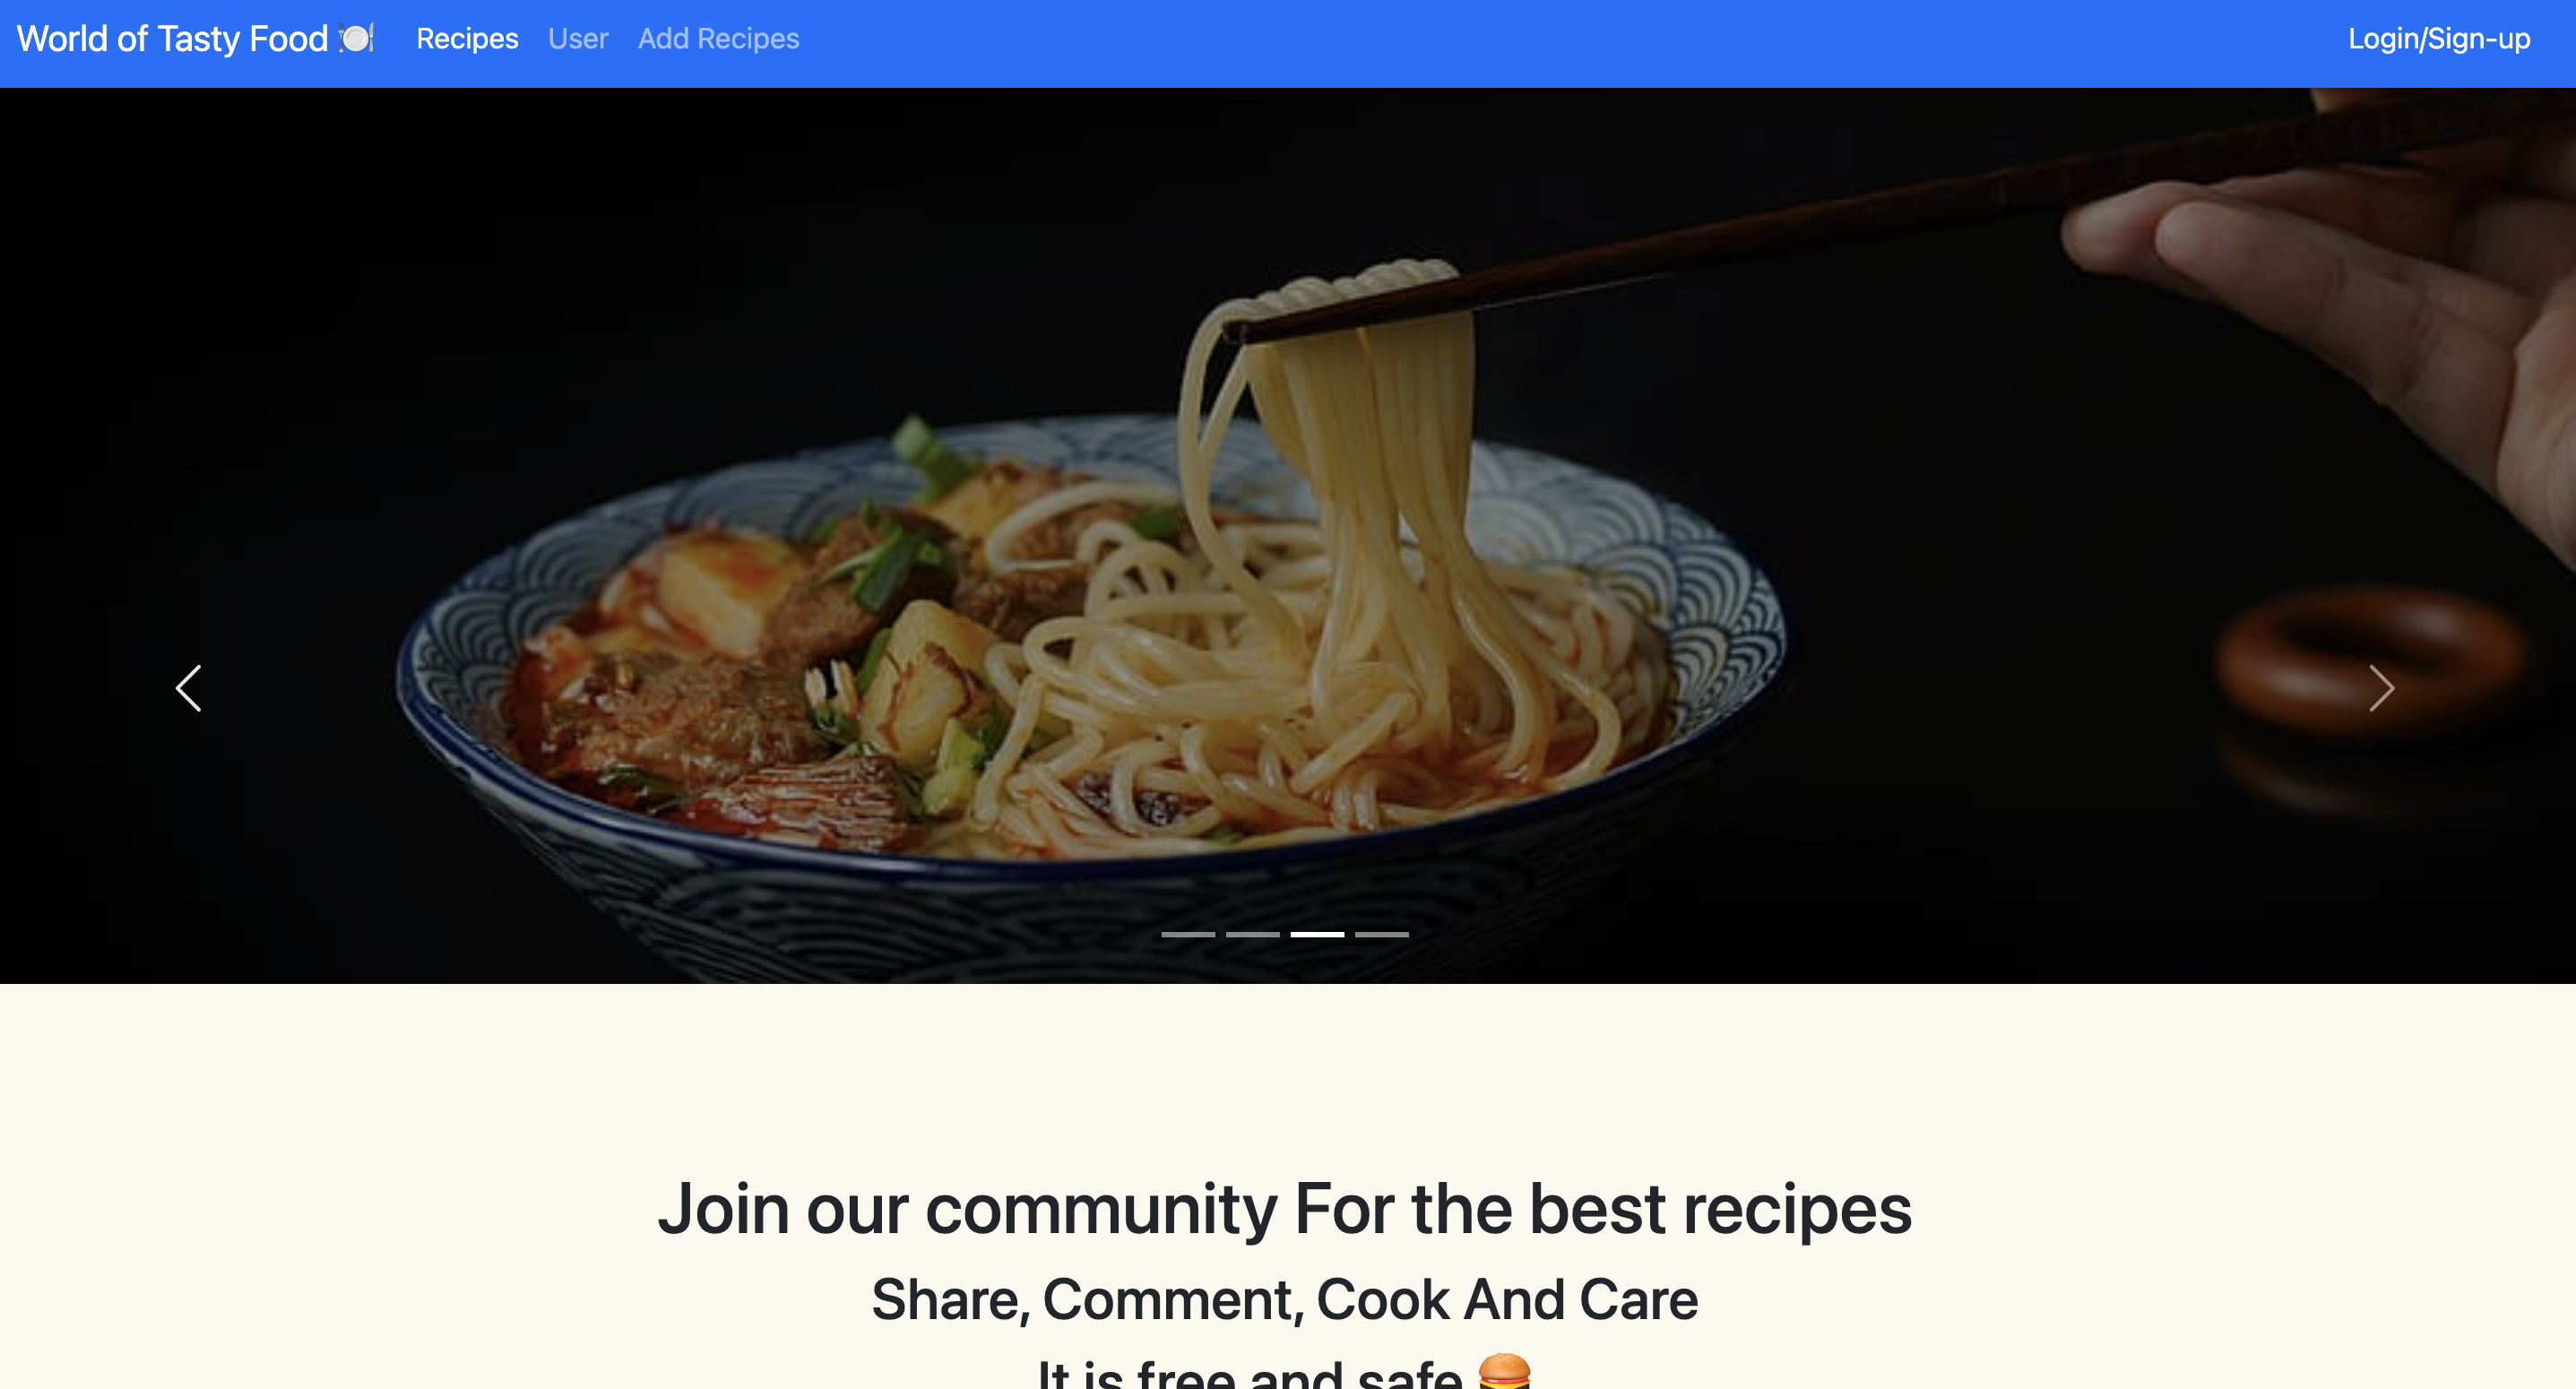 World of Tasty Food 🍽️ Recipes User Add Recipes Login/Sign-up
Join our community For the best recipes
Share, Comment, Cook And Care
It is free and safe 🍔